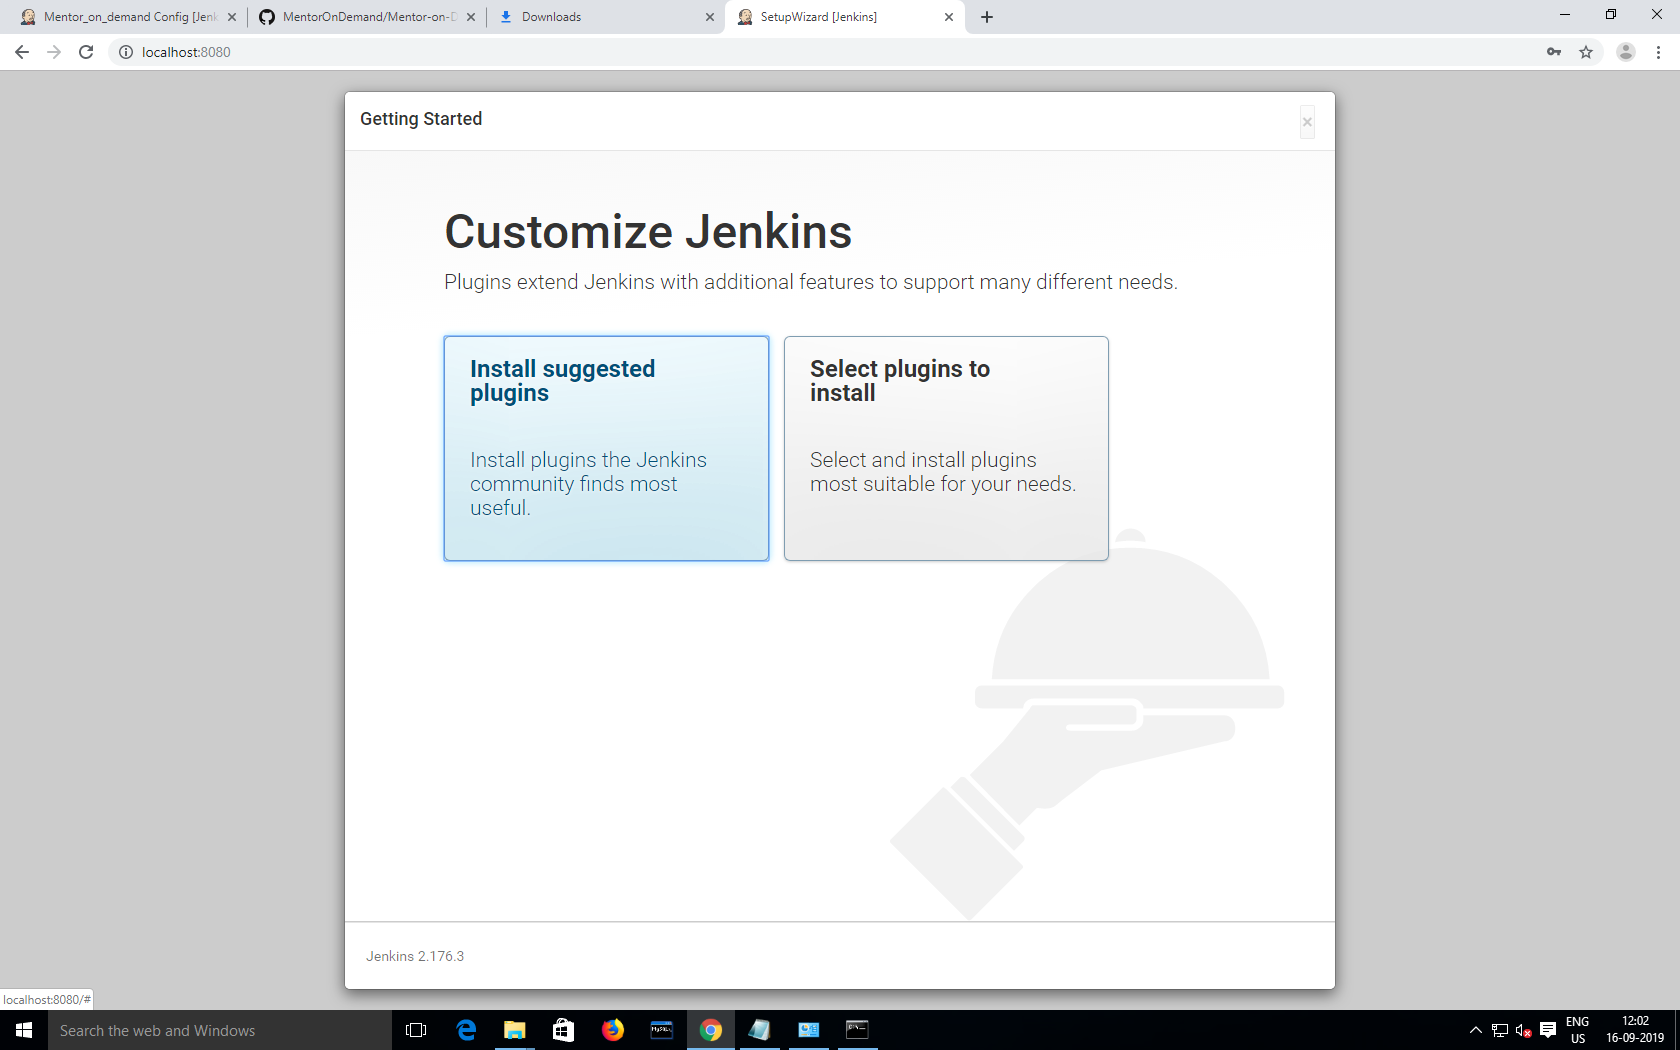 Mentor_on_demand Config [Jenk
MentorOnDemand/Mentor-on-D
Downloads
SetupWizard [Jenkins]
localhost:8080
Getting Started
Customize Jenkins
Plugins extend Jenkins with additional features to support many different needs.
Install suggested
plugins
Install plugins the Jenkins
community finds most
useful.
Select plugins to
install
Select and install plugins
most suitable for your needs.
Jenkins 2.176.3
localhost:8080/#
Search the web and Windows
ENG
US
12:02
16-09-2019